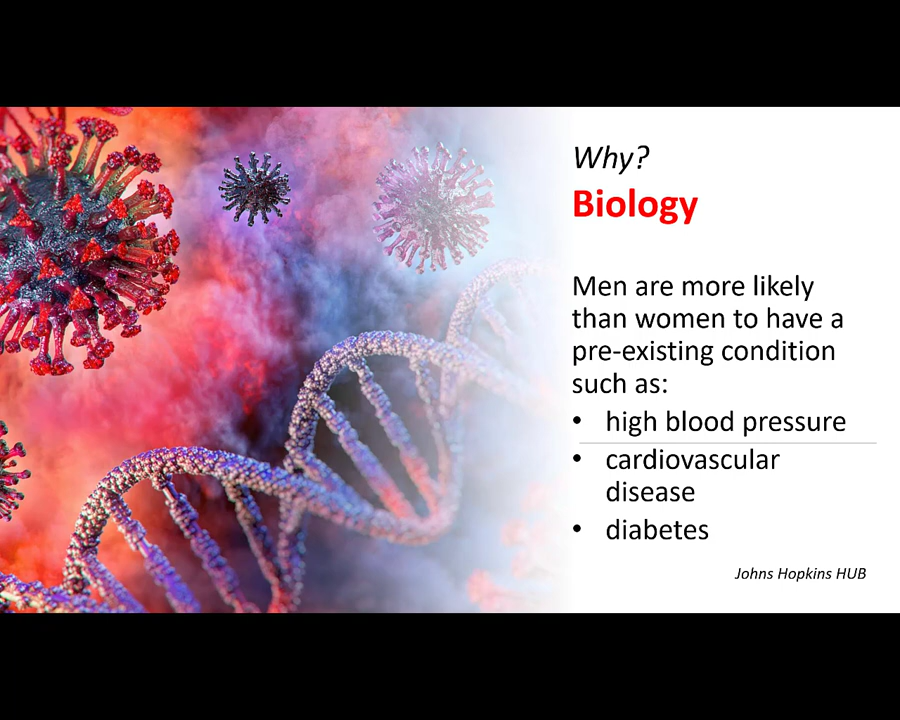 Why?
Biology
Men are more likely
than women to have a
pre-existing condition
such as:
• high blood pressure
• cardiovascular
disease
• diabetes
Johns Hopkins HUB